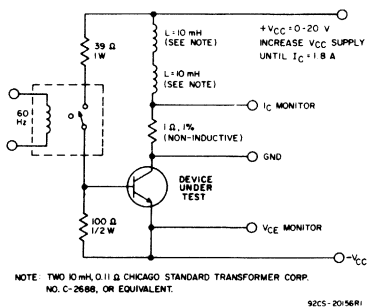 39 Ω
1W
L=10 mH
(SEE NOTE)
L=10 mH
(SEE NOTE)
+VCC=0-20 V
INCREASE VCC SUPPLY
UNTIL IC=1.8 A
60
Hz
IC MONITOR
1 Ω, 1%
(NON-INDUCTIVE)
GND
DEVICE
UNDER
TEST
100 Ω
1/2 W
VCE MONITOR
-VCC
NOTE: TWO 10 mH, 0.11 Ω CHICAGO STANDARD TRANSFORMER CORP.
NO. C-2688, OR EQUIVALENT.
92CS-20156R1